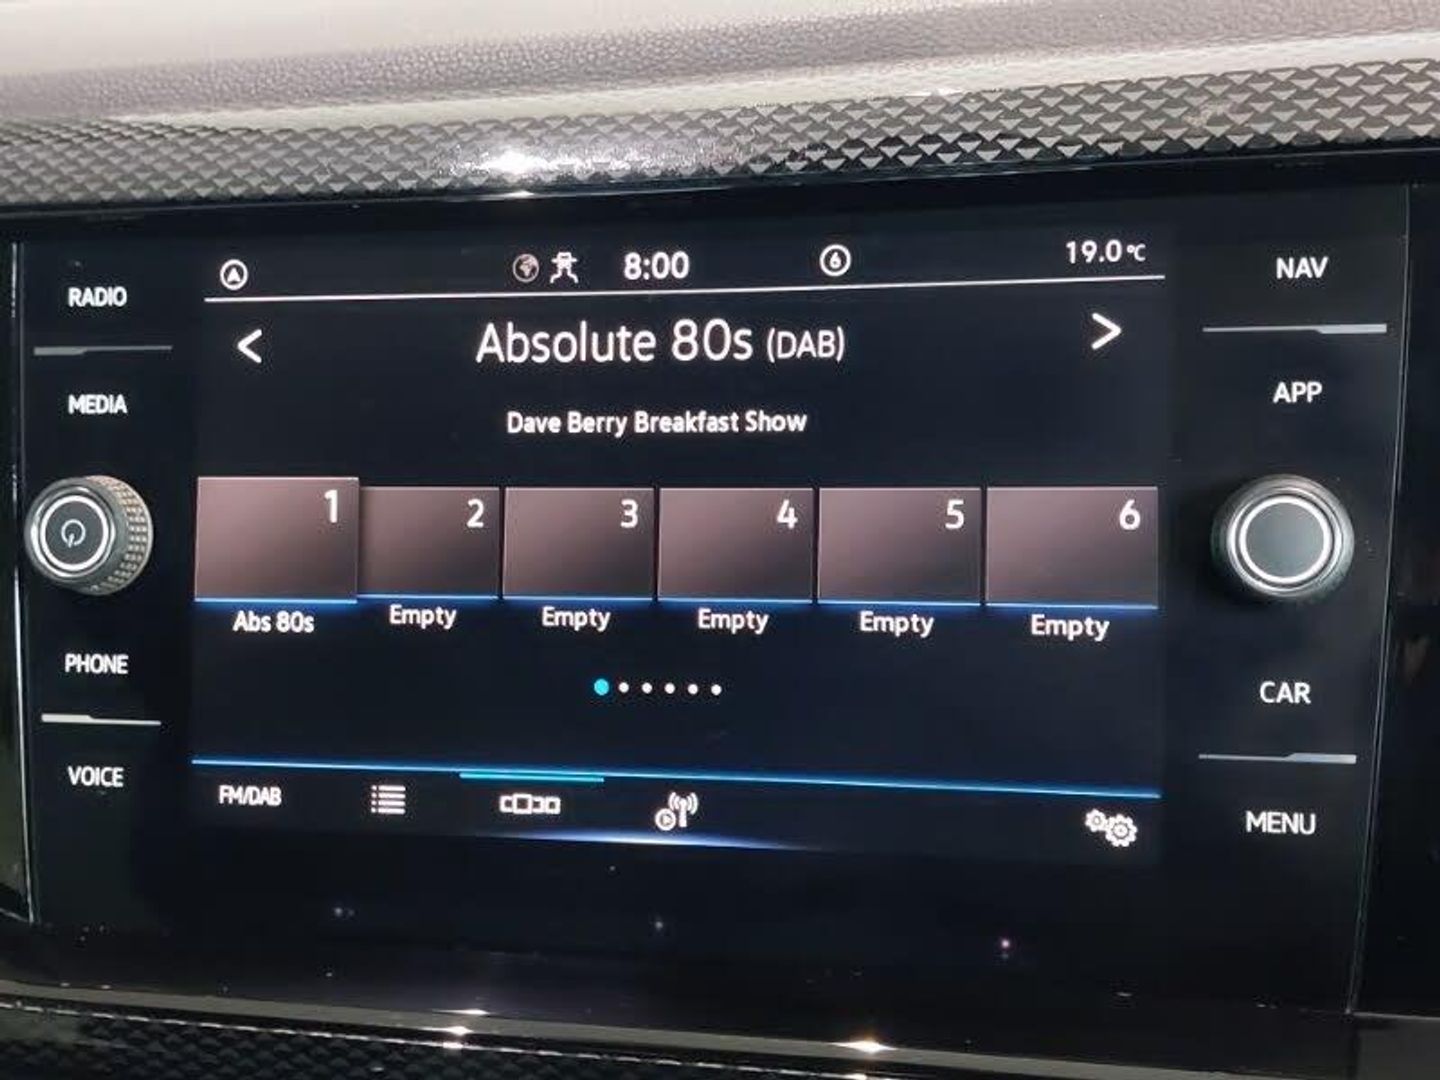 RADIO
MEDIA
PHONE
VOICE
8:00
6
19.0°C
< Absolute 80s (DAB) >
Dave Berry Breakfast Show
1 2 3 4 5 6
Abs 80s Empty Empty Empty Empty Empty
FM/DAB
NAV
APP
CAR
MENU